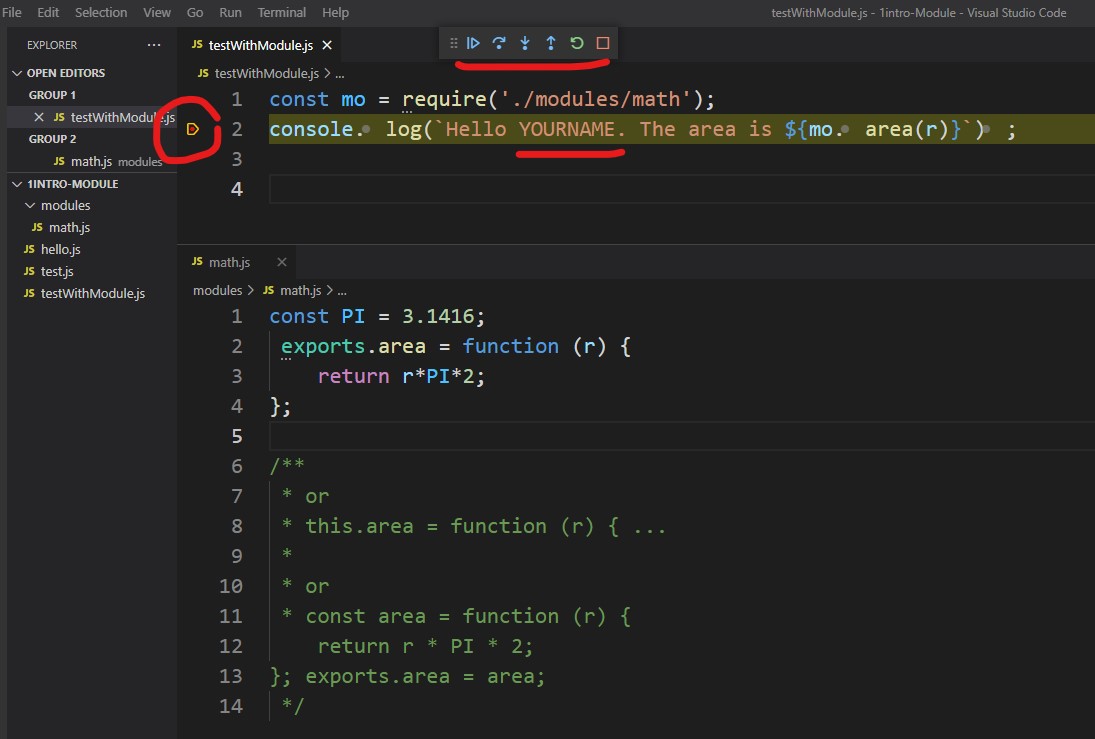 File Edit Selection View Go Run Terminal Help
testWithModule.js - 1intro-Module - Visual Studio Code
EXPLORER ...
OPEN EDITORS
GROUP 1
JS testWithModule.js
GROUP 2
JS math.js modules
1INTRO-MODULE
modules
JS math.js
JS hello.js
JS test.js
JS testWithModule.js
JS testWithModule.js
JS testWithModule.js > ...
1 const mo = require('./modules/math');
2 console. log(`Hello YOURNAME. The area is ${mo. area(r)}`) ;
3
4
JS math.js
modules > JS math.js > ...
1 const PI = 3.1416;
2 exports.area = function (r) {
3 return r*PI*2;
4 };
5
6 /**
7 * or
8 * this.area = function (r) { ...
9 *
10 * or
11 * const area = function (r) {
12 return r * PI * 2;
13 }; exports.area = area;
14 */